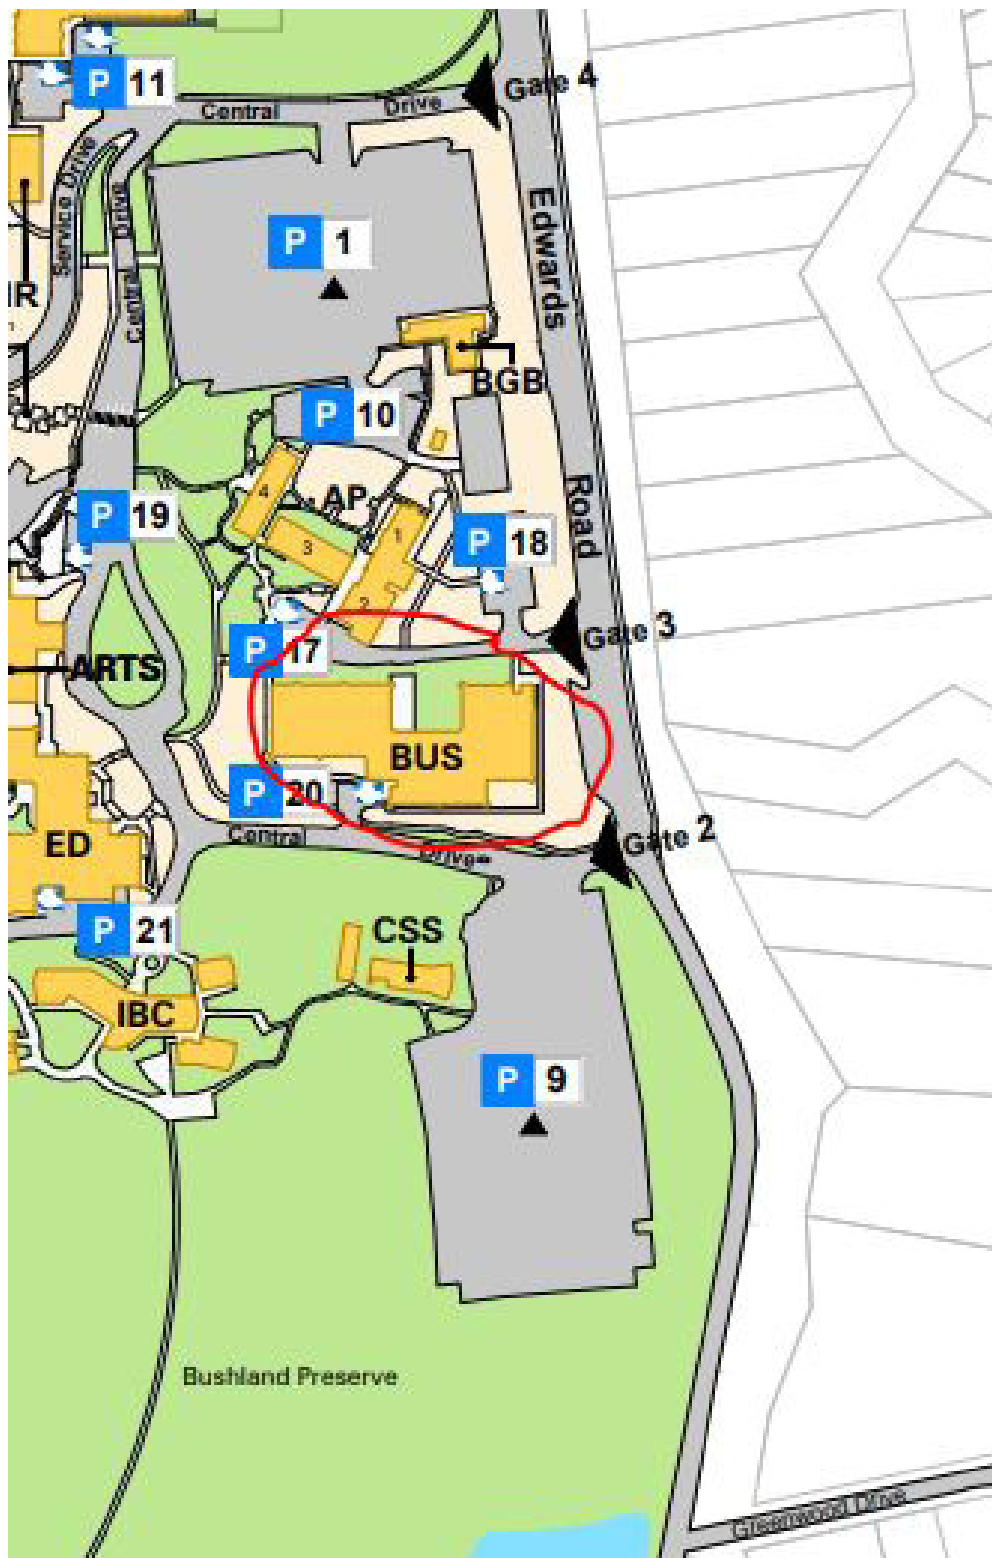 P 11
Gate 4
Central Drive
Service Drive
Central Drive
Edwards Road
P 1
BGB
P 10
4
AP
1
3
2
P 19
P 18
Gate 3
P 17
ARTS
BUS
P 20
Central Drive
Gate 2
ED
P 21
CSS
IBC
P 9
Bushland Preserve
Greenwood Drive